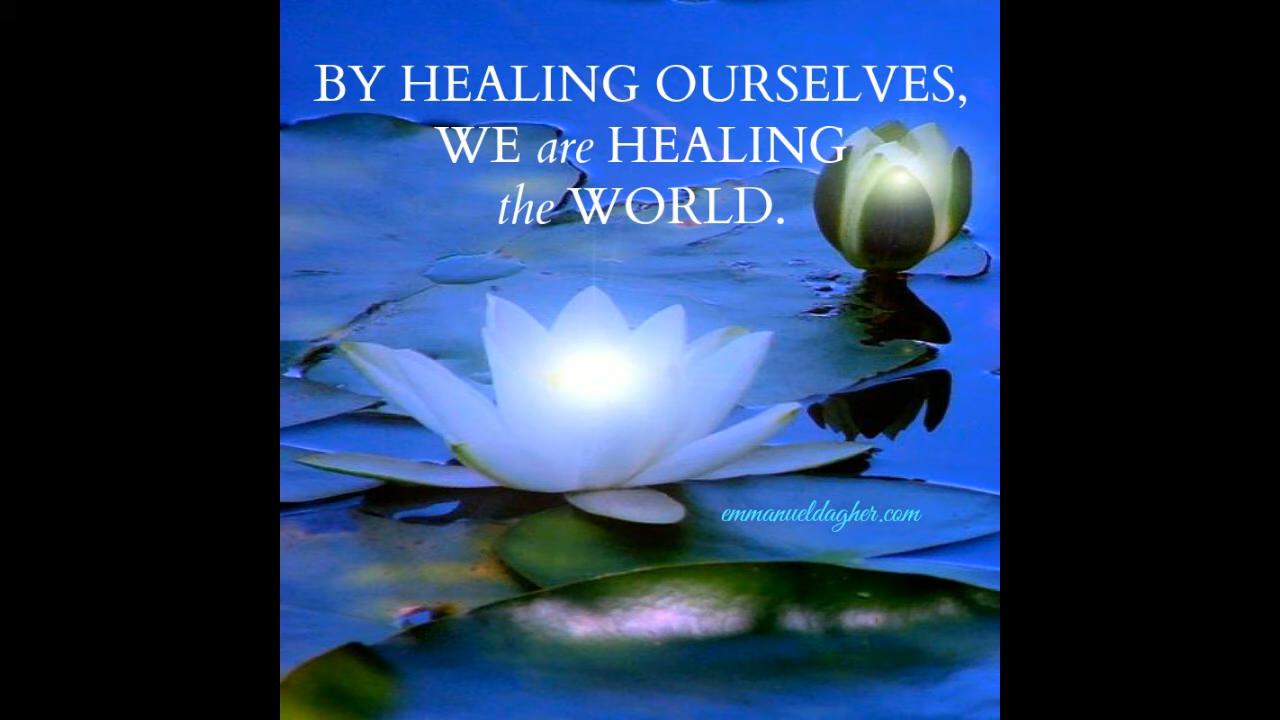 BY HEALING OURSELVES,
WE are HEALING
the WORLD.
emmanueldagher.com